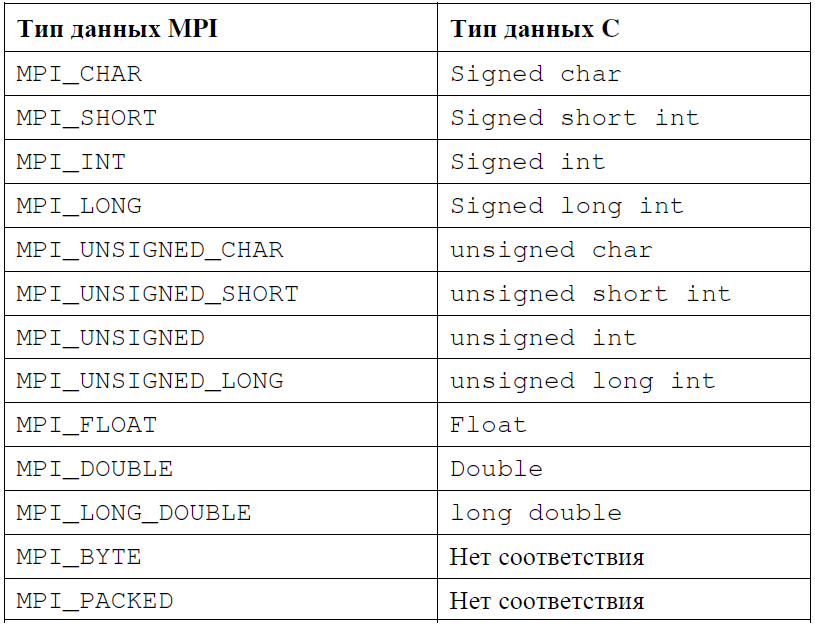 Тип данных MPI Тип данных C
MPI_CHAR Signed char
MPI_SHORT Signed short int
MPI_INT Signed int
MPI_LONG Signed long int
MPI_UNSIGNED_CHAR unsigned char
MPI_UNSIGNED_SHORT unsigned short int
MPI_UNSIGNED unsigned int
MPI_UNSIGNED_LONG unsigned long int
MPI_FLOAT Float
MPI_DOUBLE Double
MPI_LONG_DOUBLE long double
MPI_BYTE Нет соответствия
MPI_PACKED Нет соответствия